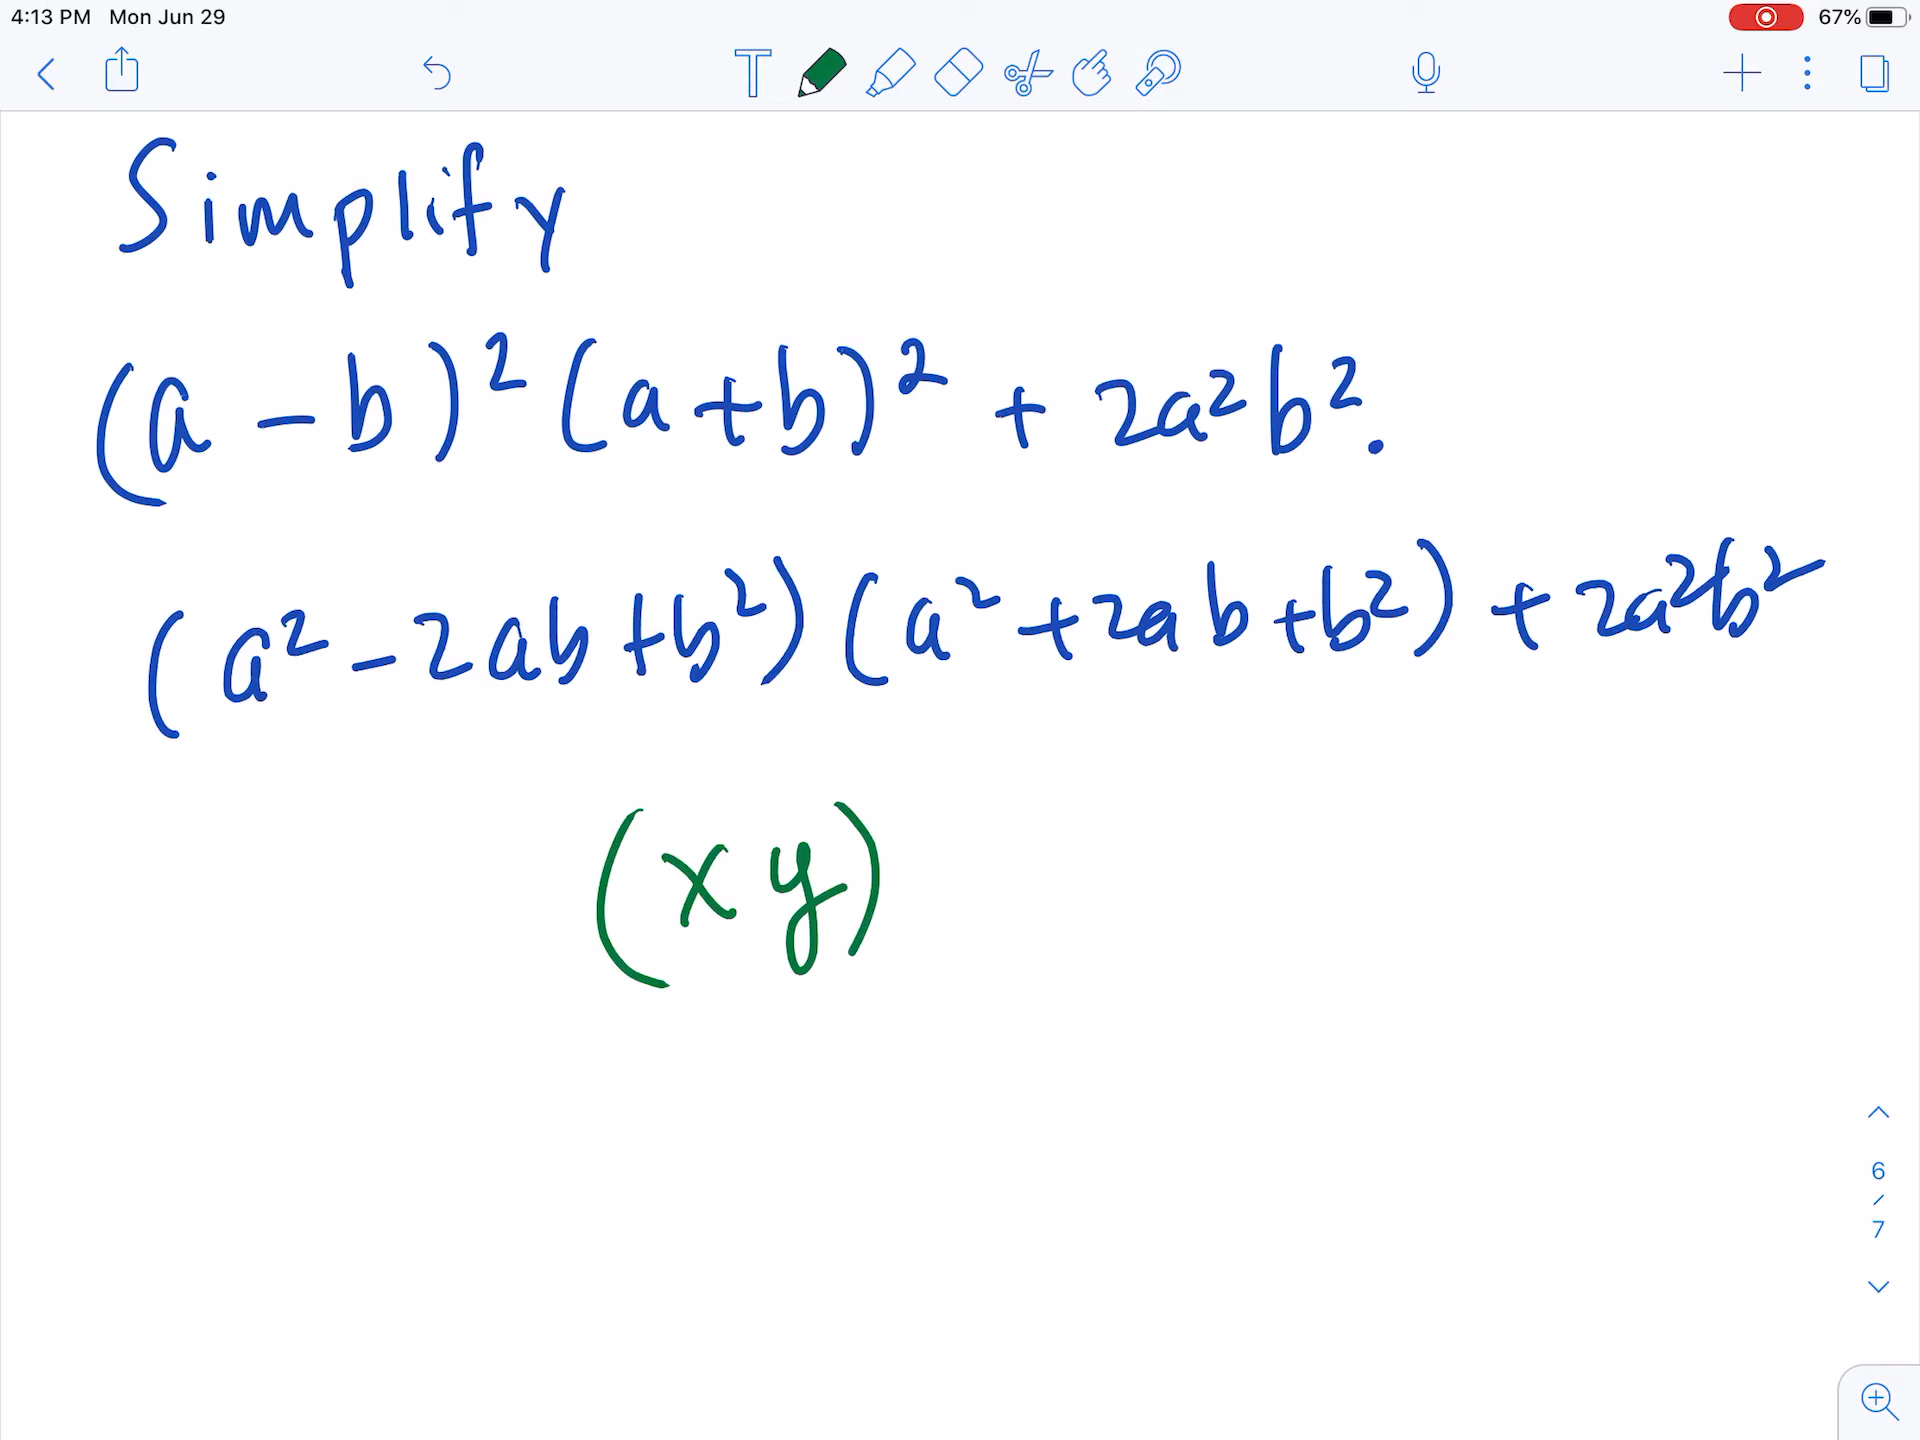 4:13 PM Mon Jun 29 67%
T
Simplify
(a - b)² (a + b)² + 2a²b².
(a² - 2ab + b²) (a² + 2ab + b²) + 2a²b²
(x y)
6
/
7